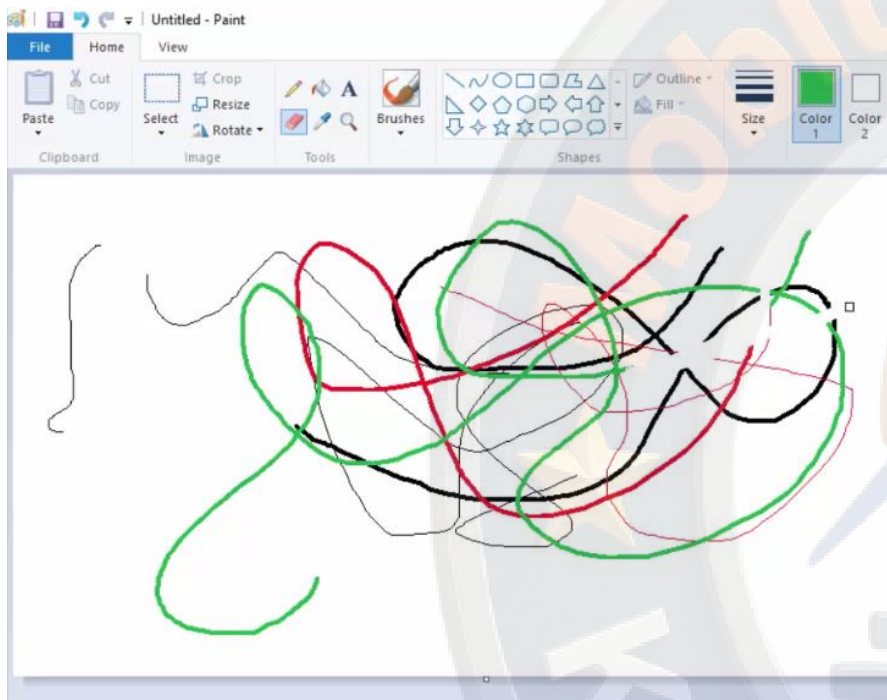 Untitled - Paint
File Home View
Paste Cut Copy Select Crop Resize Rotate A Brushes Outline Fill Size Color 1 Color 2
Clipboard Image Tools Shapes